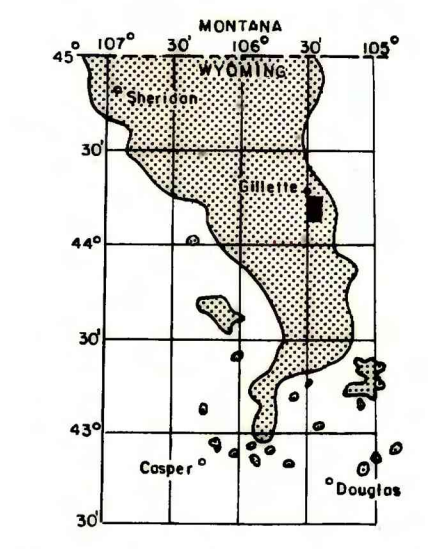 MONTANA
45° 107° 30' 106° 30' 105°
WYOMING
Sheridan
30'
Gillette
44°
30'
43°
Casper
Douglas
30'